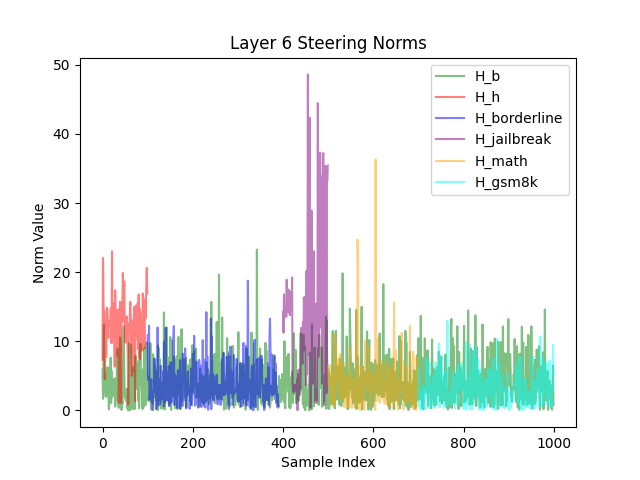 Layer 6 Steering Norms
50
40
30
20
10
0
Norm Value
H_b
H_h
H_borderline
H_jailbreak
H_math
H_gsm8k
0
200
400
600
800
1000
Sample Index